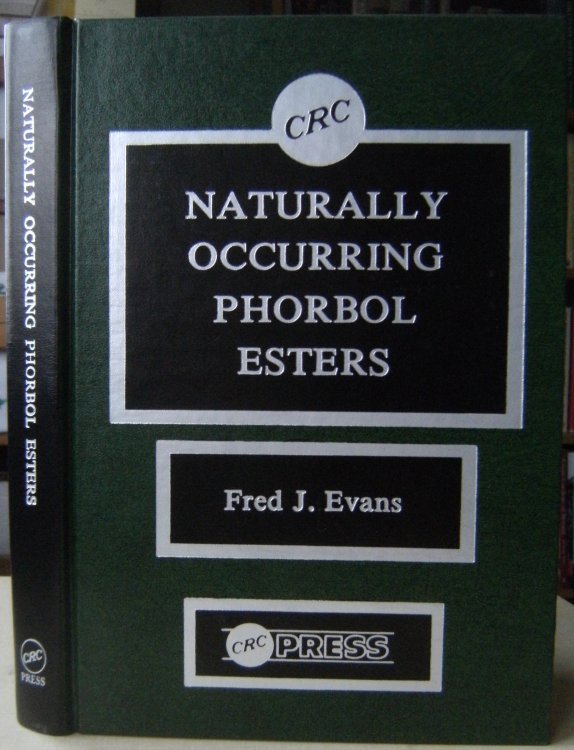 NATURALLY OCCURRING PHORBOL ESTERS
CRC
PRESS
CRC
NATURALLY
OCCURRING
PHORBOL
ESTERS
Fred J. Evans
CRC PRESS